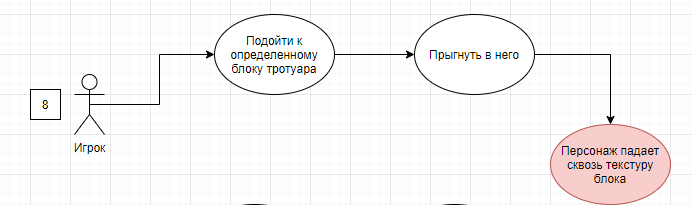 Подойти к
определенному
блоку тротуара
Прыгнуть в него
8
Игрок
Персонаж падает
сквозь текстуру
блока